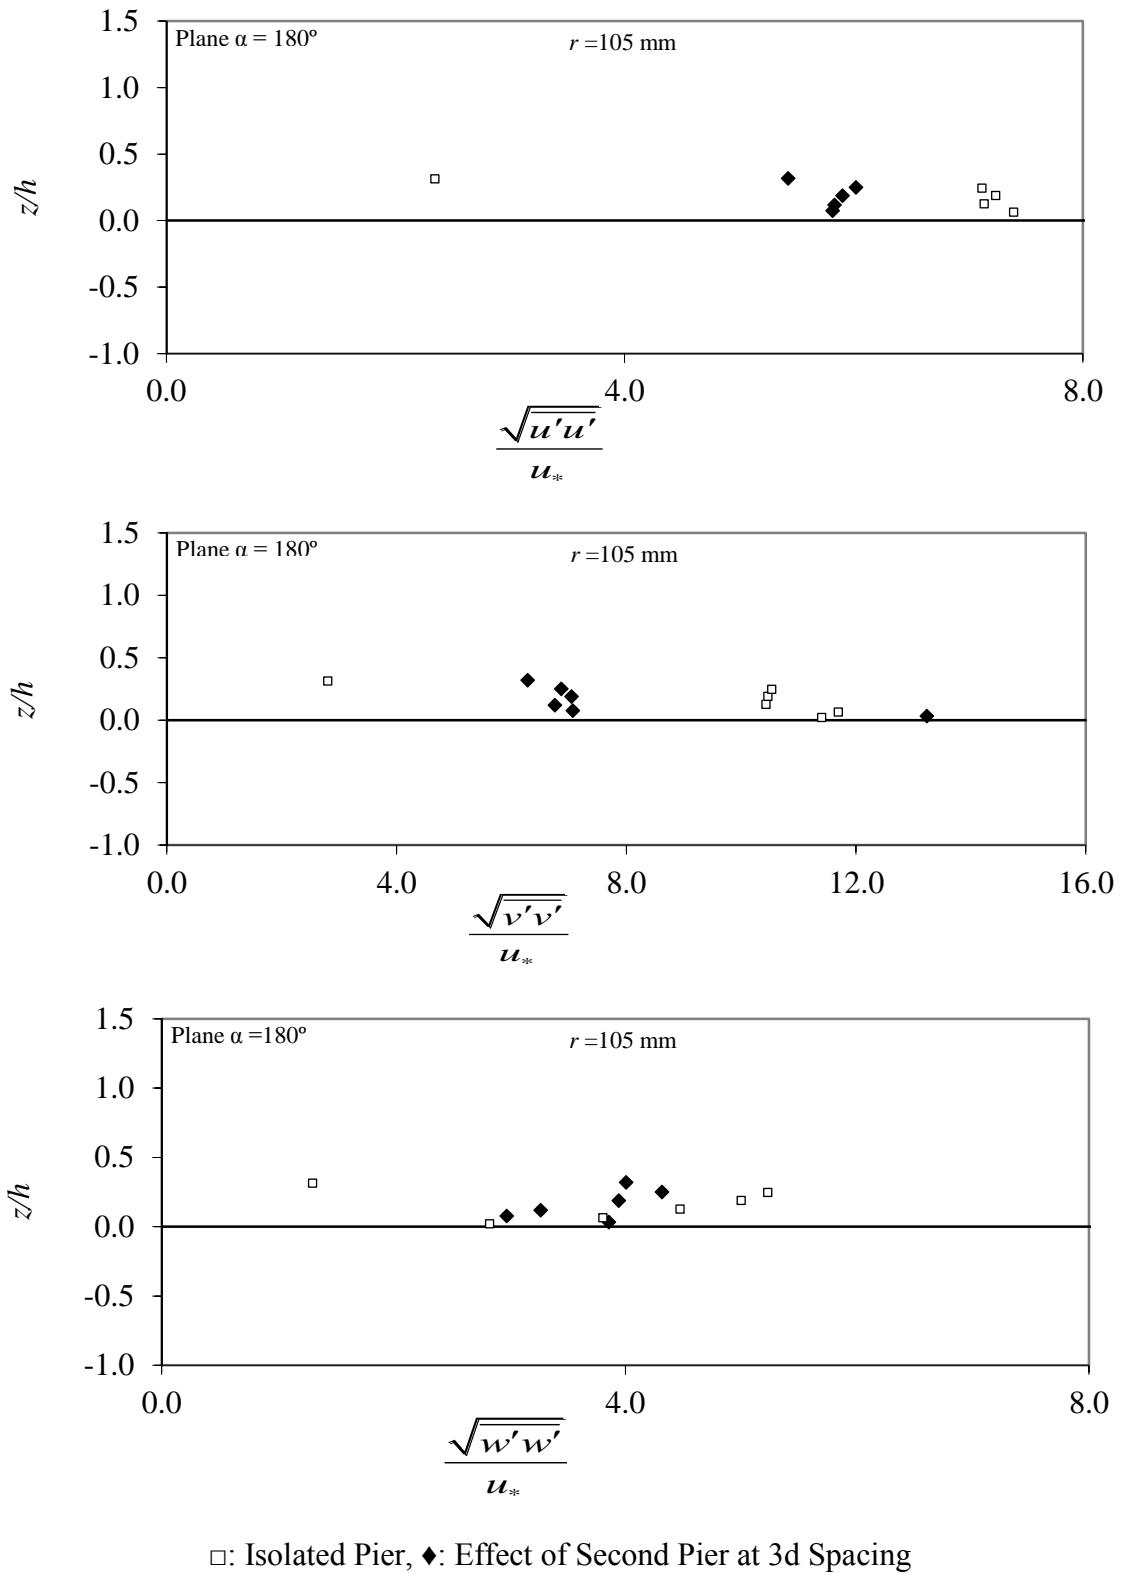 1.5
Plane α = 180º r =105 mm
1.0
0.5
z/h
0.0
-0.5
-1.0
0.0 4.0 8.0
√u′u′
u*
1.5
Plane α = 180º r =105 mm
1.0
0.5
z/h
0.0
-0.5
-1.0
0.0 4.0 8.0 12.0 16.0
√v′v′
u*
1.5
Plane α =180º r =105 mm
1.0
0.5
z/h
0.0
-0.5
-1.0
0.0 4.0 8.0
√w′w′
u*
□: Isolated Pier, ♦: Effect of Second Pier at 3d Spacing